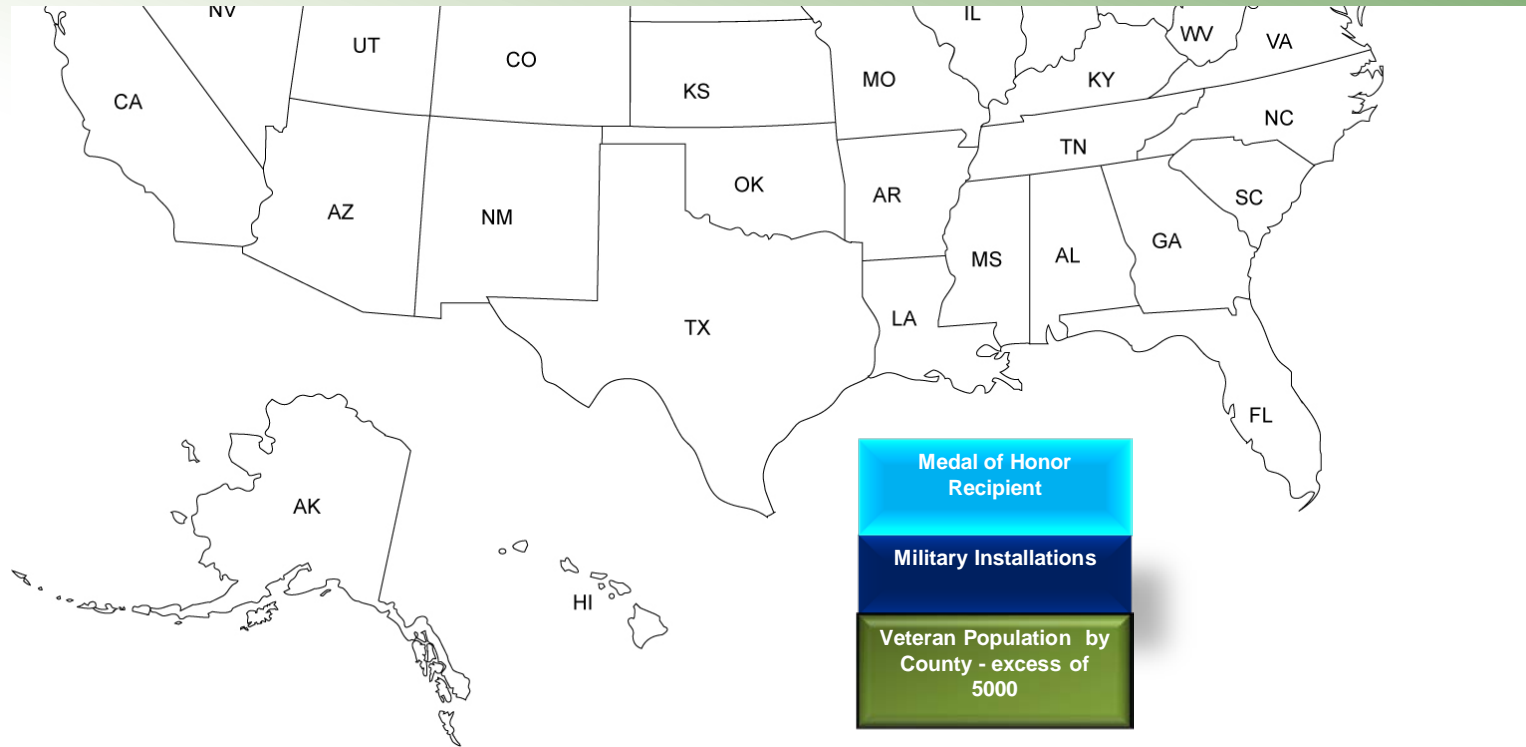 NV
IL
WV
VA
UT
CO
KS
MO
KY
CA
NC
TN
OK
AR
SC
AZ
NM
MS
AL
GA
LA
TX
FL
AK
HI
Medal of Honor
Recipient
Military Installations
Veteran Population by
County - excess of
5000